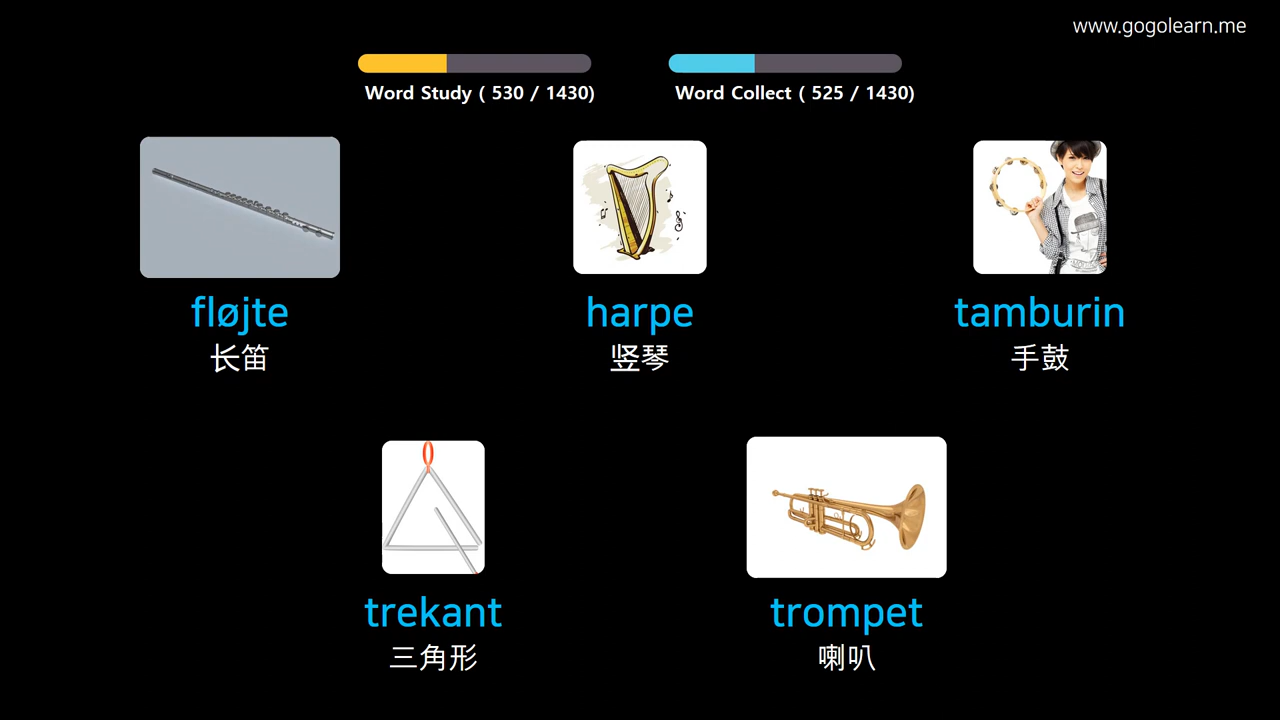 www.gogolearn.me
Word Study ( 530 / 1430)
Word Collect ( 525 / 1430)
fløjte
长笛
harpe
竖琴
tamburin
手鼓
trekant
三角形
trompet
喇叭